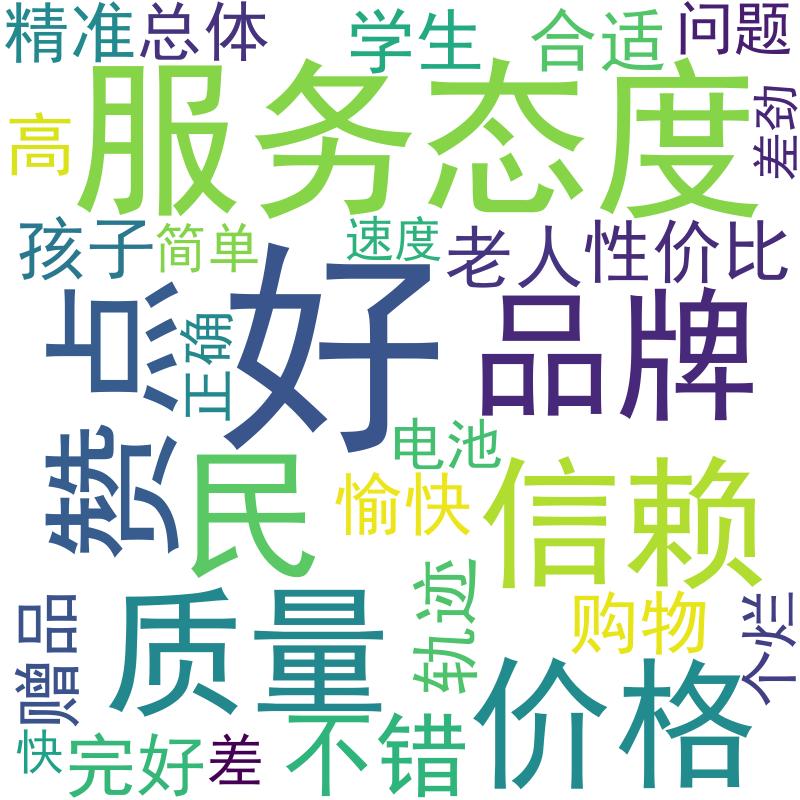 精准
总体
学生
合适
问题
服务态度
高
差劲
孩子
简单
速度
老人
性价比
好
品牌
赞点
正确
电池
民
愉快
信赖
质量
轨迹
购物
赠品
个烂
价格
快
完好
差
不错